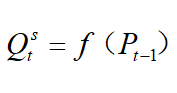 $Q_t^s = f(P_{t-1})$